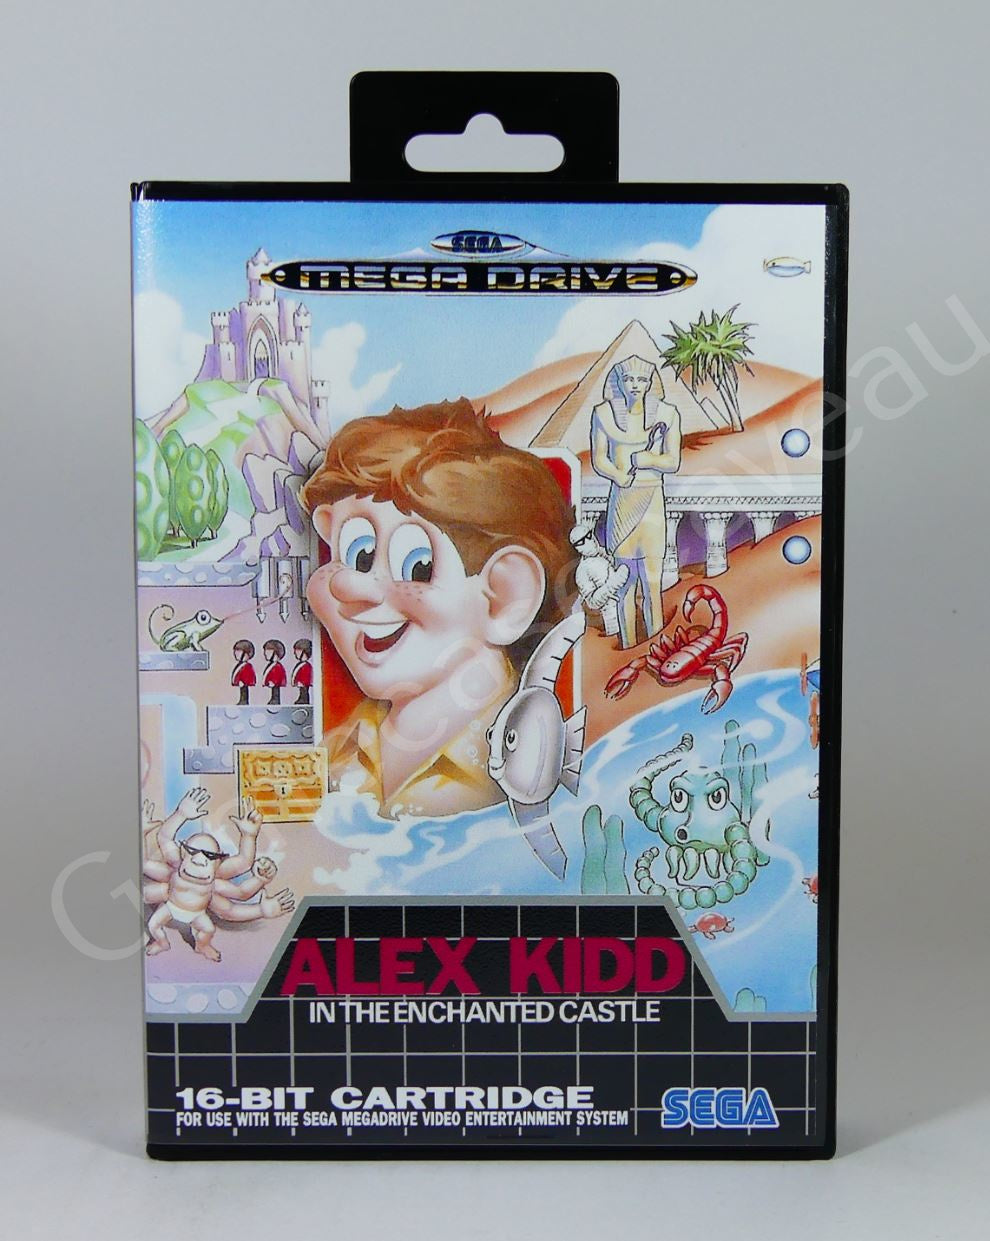 SEGA
MEGA DRIVE
ALEX KIDD
IN THE ENCHANTED CASTLE
16-BIT CARTRIDGE
FOR USE WITH THE SEGA MEGADRIVE VIDEO ENTERTAINMENT SYSTEM
SEGA